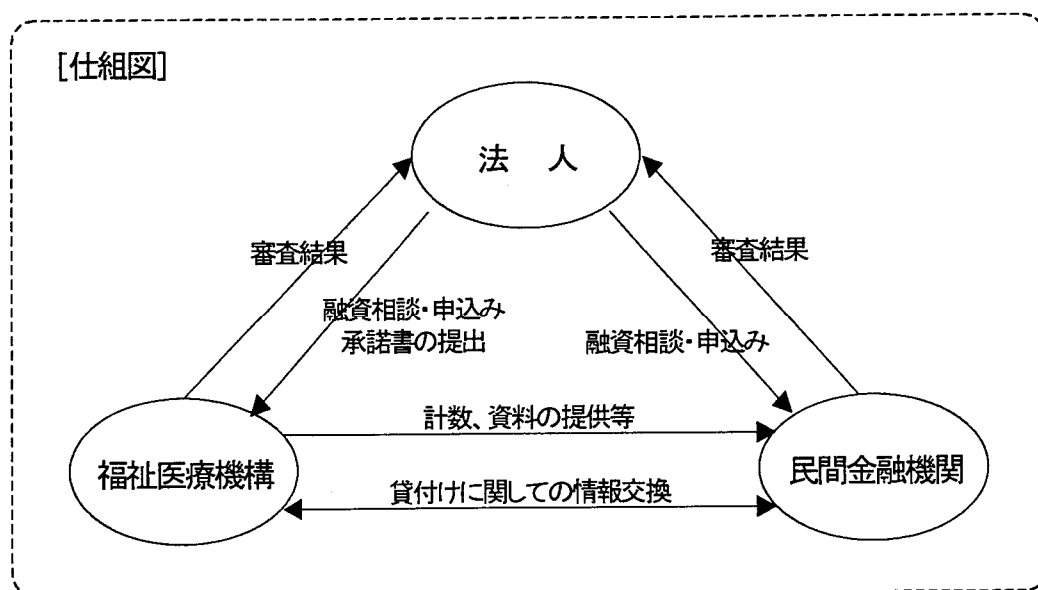 [仕組図]
法　人
審査結果
審査結果
融資相談・申込み
承諾書の提出
融資相談・申込み
計数、資料の提供等
福祉医療機構
民間金融機関
貸付けに関しての情報交換